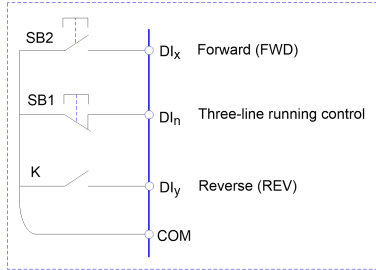 SB2
DIx Forward (FWD)
SB1
DIn Three-line running control
K
DIy Reverse (REV)
COM